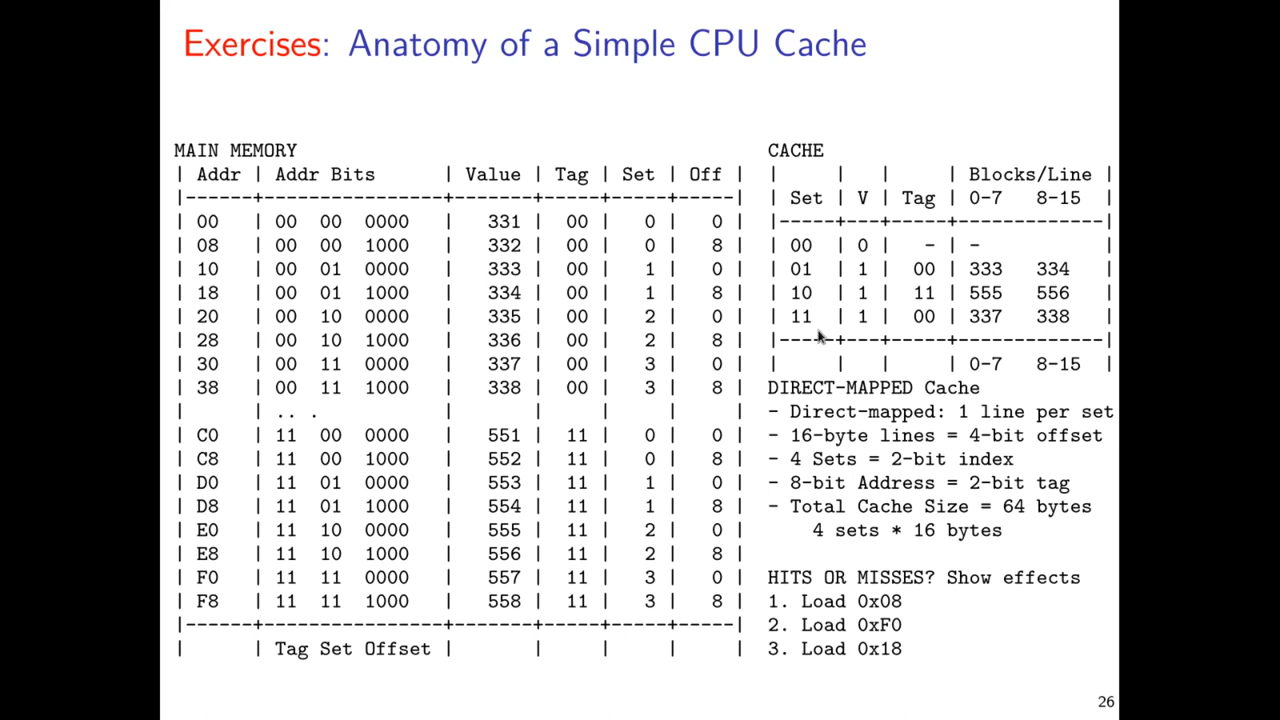 Exercises: Anatomy of a Simple CPU Cache
MAIN MEMORY
| Addr | Addr Bits | Value | Tag | Set | Off |
|------+----------------+-------+-----+-----+-----|
| 00 | 00 00 0000 | 331 | 00 | 0 | 0 |
| 08 | 00 00 1000 | 332 | 00 | 0 | 8 |
| 10 | 00 01 0000 | 333 | 00 | 1 | 0 |
| 18 | 00 01 1000 | 334 | 00 | 1 | 8 |
| 20 | 00 10 0000 | 335 | 00 | 2 | 0 |
| 28 | 00 10 1000 | 336 | 00 | 2 | 8 |
| 30 | 00 11 0000 | 337 | 00 | 3 | 0 |
| 38 | 00 11 1000 | 338 | 00 | 3 | 8 |
| | .. . | | | | |
| C0 | 11 00 0000 | 551 | 11 | 0 | 0 |
| C8 | 11 00 1000 | 552 | 11 | 0 | 8 |
| D0 | 11 01 0000 | 553 | 11 | 1 | 0 |
| D8 | 11 01 1000 | 554 | 11 | 1 | 8 |
| E0 | 11 10 0000 | 555 | 11 | 2 | 0 |
| E8 | 11 10 1000 | 556 | 11 | 2 | 8 |
| F0 | 11 11 0000 | 557 | 11 | 3 | 0 |
| F8 | 11 11 1000 | 558 | 11 | 3 | 8 |
|------+----------------+-------+-----+-----+-----|
| | Tag Set Offset | | | | |
CACHE
| | | | Blocks/Line |
| Set | V | Tag | 0-7 8-15 |
|-----+---+-----+-------------|
| 00 | 0 | - | - |
| 01 | 1 | 00 | 333 334 |
| 10 | 1 | 11 | 555 556 |
| 11 | 1 | 00 | 337 338 |
|-----+---+-----+-------------|
| | | | 0-7 8-15 |
DIRECT-MAPPED Cache
- Direct-mapped: 1 line per set
- 16-byte lines = 4-bit offset
- 4 Sets = 2-bit index
- 8-bit Address = 2-bit tag
- Total Cache Size = 64 bytes
4 sets * 16 bytes
HITS OR MISSES? Show effects
1. Load 0x08
2. Load 0xF0
3. Load 0x18
26